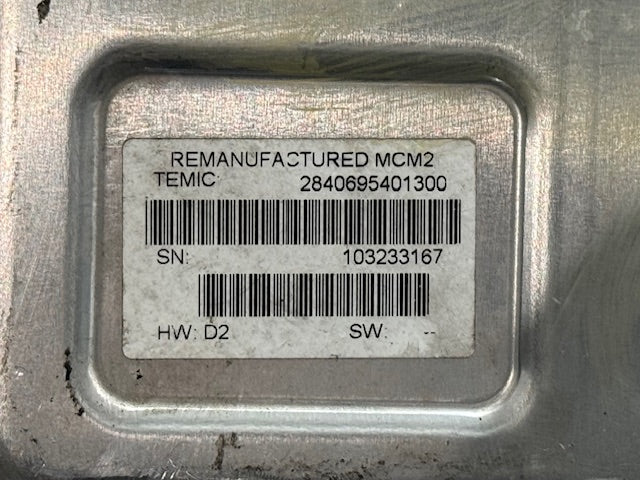 REMANUFACTURED MCM2
TEMIC 2840695401300
SN: 103233167
HW: D2 SW: --